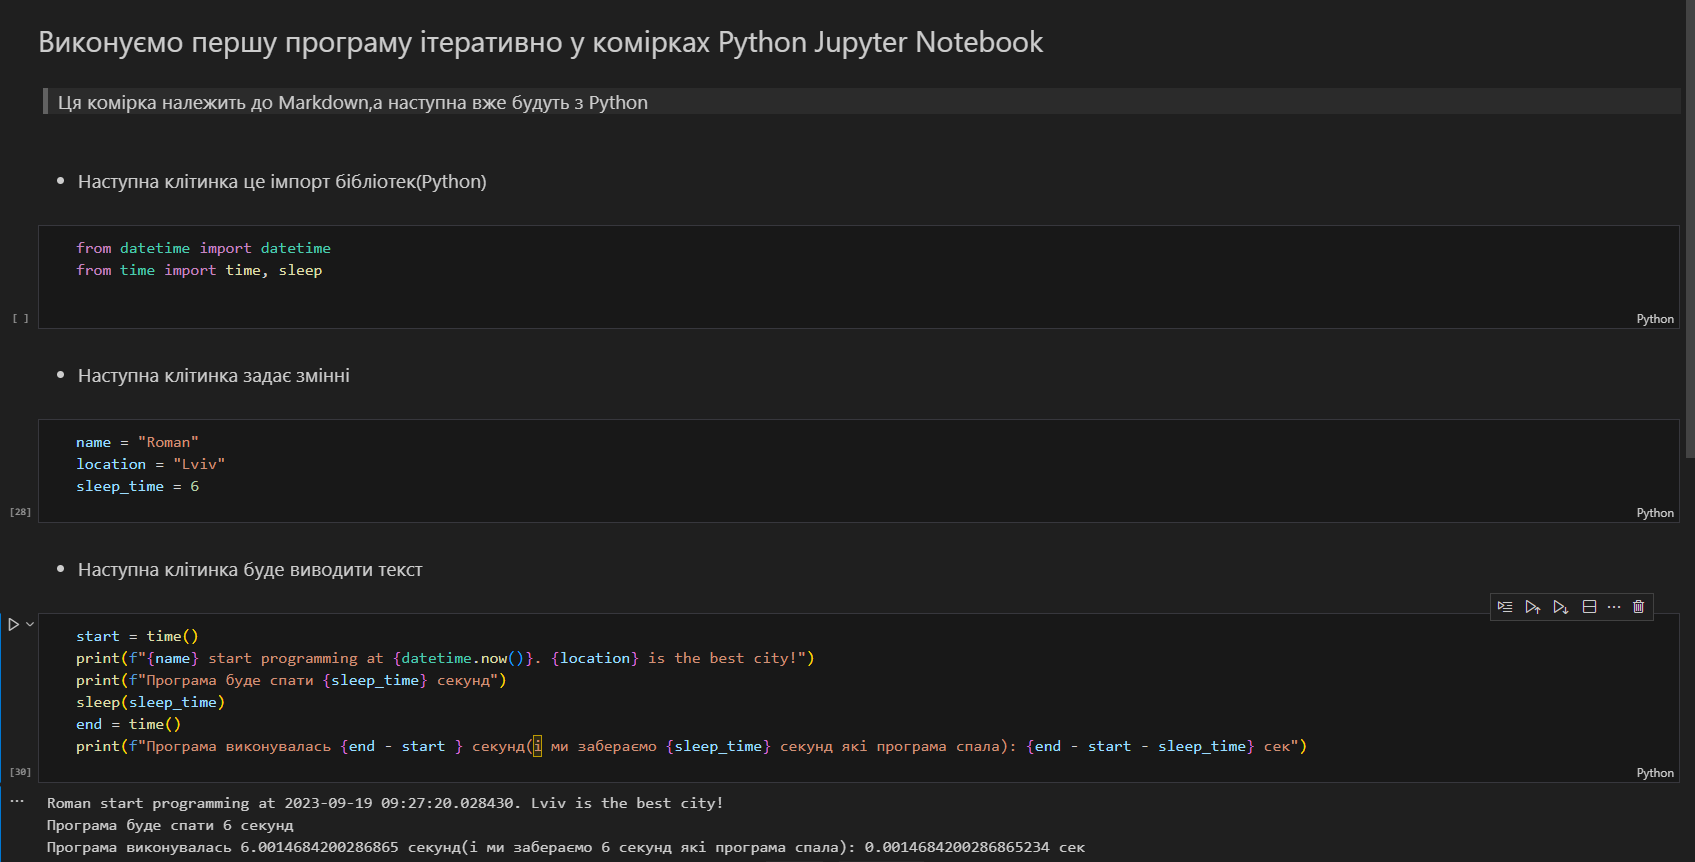 Виконуємо першу програму ітеративно у комірках Python Jupyter Notebook
Ця комірка належить до Markdown,а наступна вже будуть з Python
• Наступна клітинка це імпорт бібліотек(Python)
from datetime import datetime
from time import time, sleep
[ ]
Python
• Наступна клітинка задає змінні
name = "Roman"
location = "Lviv"
sleep_time = 6
[28]
Python
• Наступна клітинка буде виводити текст
start = time()
print(f"{name} start programming at {datetime.now()}. {location} is the best city!")
print(f"Програма буде спати {sleep_time} секунд")
sleep(sleep_time)
end = time()
print(f"Програма виконувалась {end - start } секунд(і ми забераємо {sleep_time} секунд які програма спала): {end - start - sleep_time} сек")
[30]
Python
Roman start programming at 2023-09-19 09:27:20.028430. Lviv is the best city!
Програма буде спати 6 секунд
Програма виконувалась 6.0014684200286865 секунд(і ми забераємо 6 секунд які програма спала): 0.0014684200286865234 сек